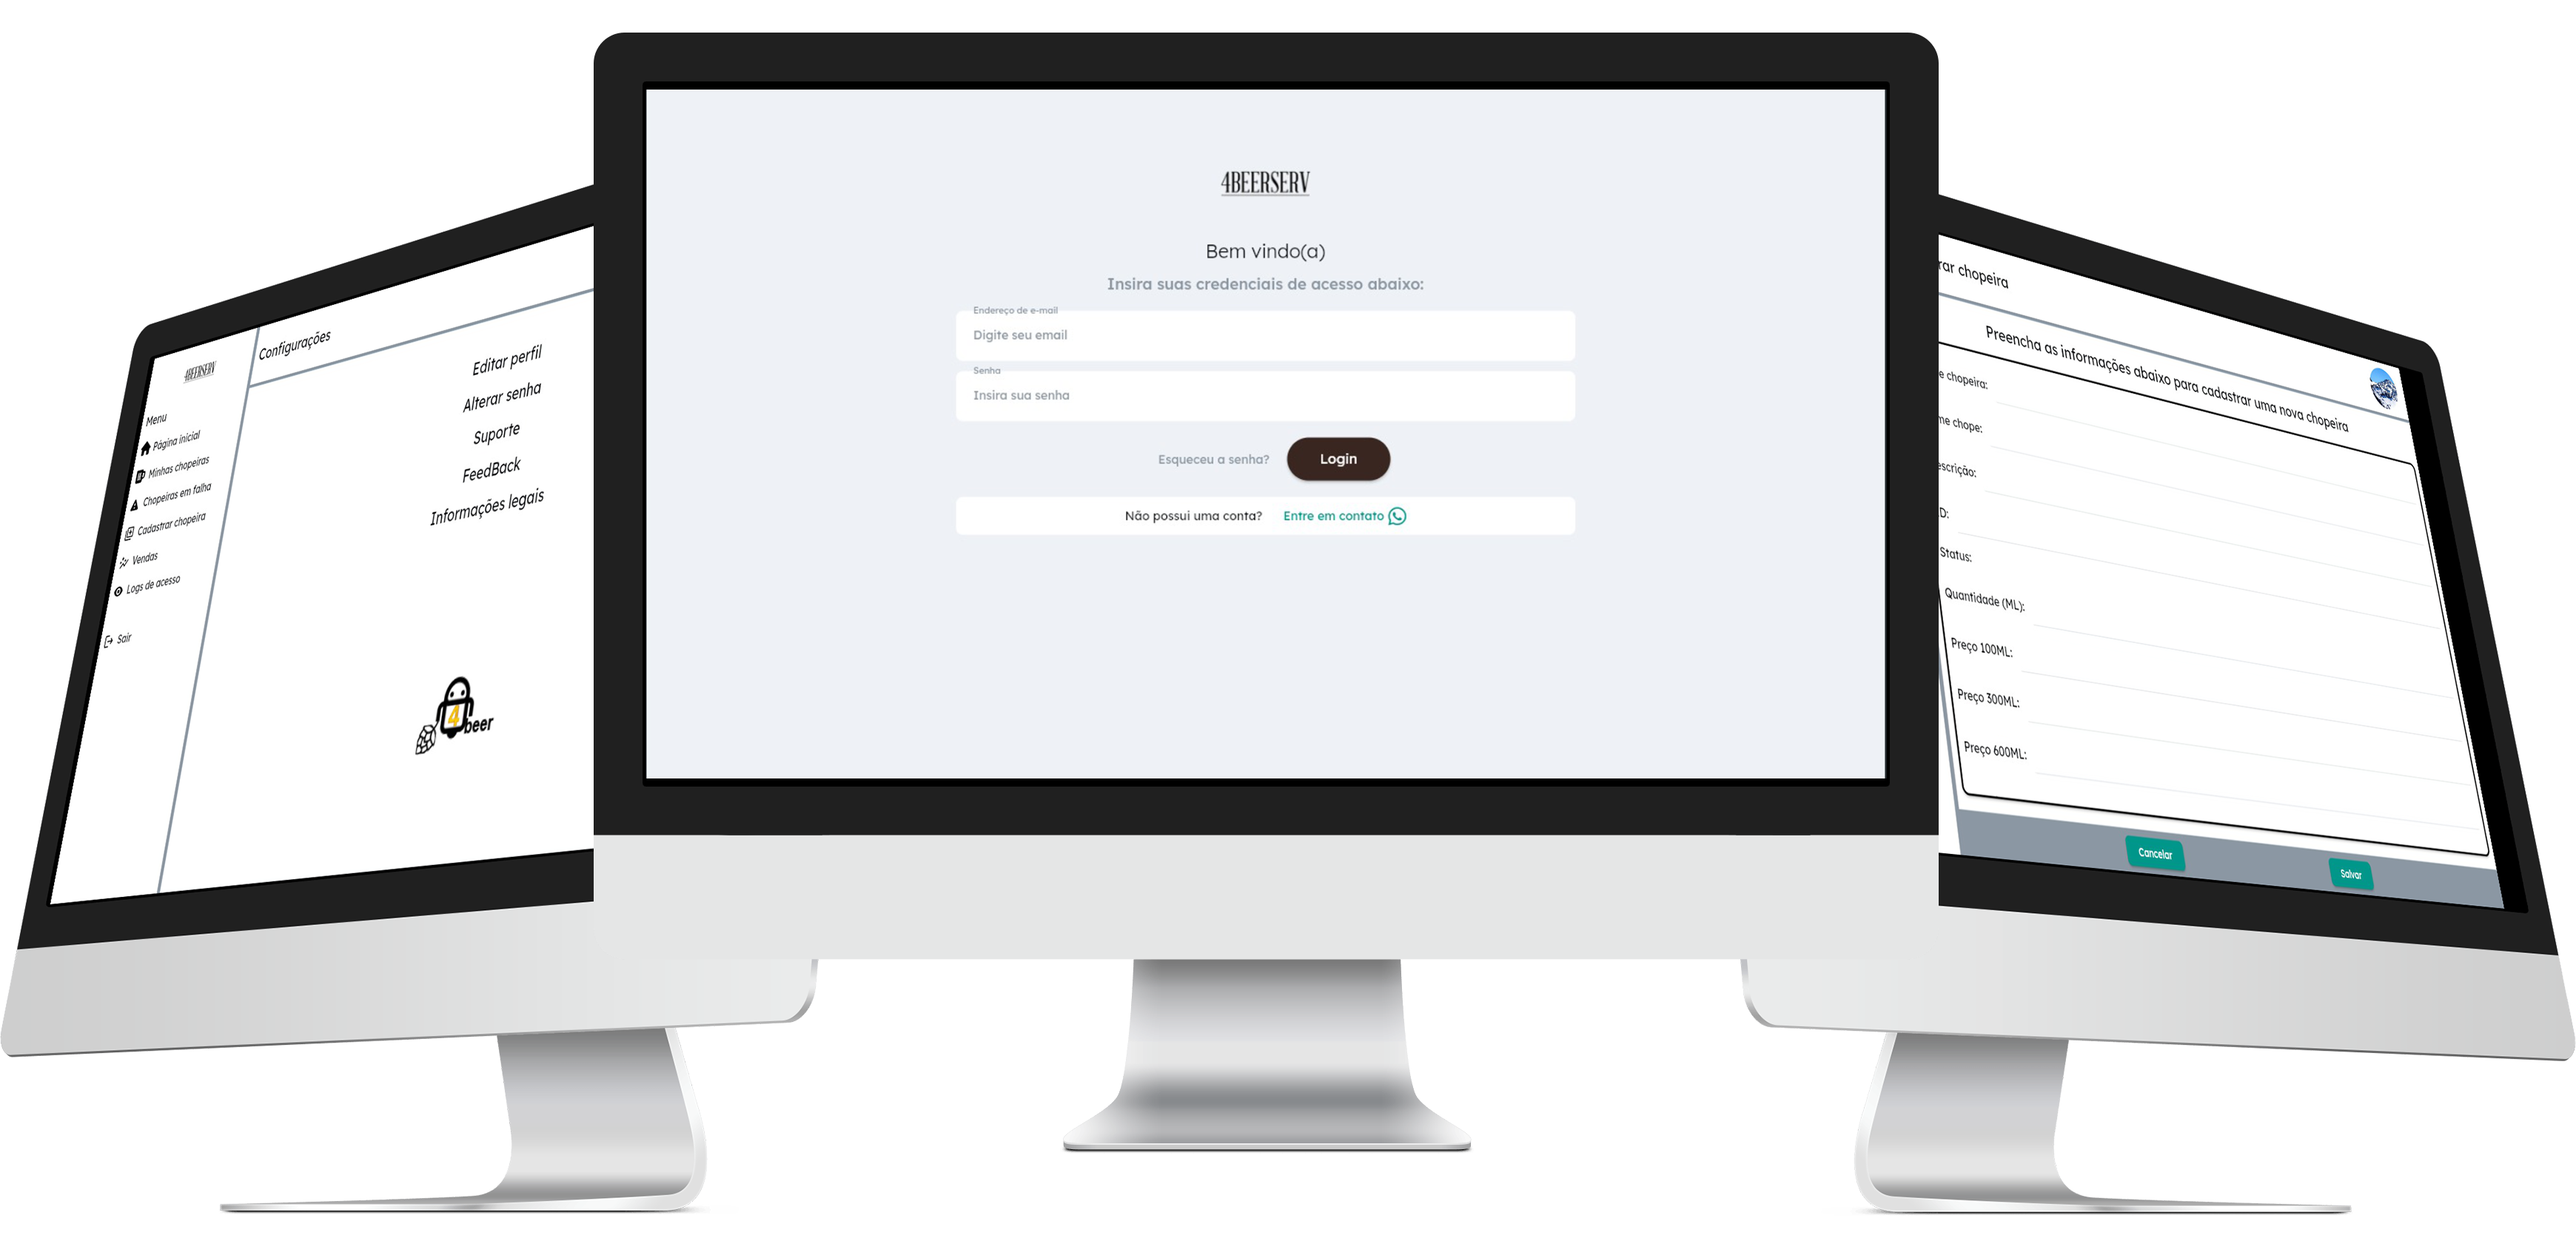 4BEERSERV
Menu
Página inicial
Minhas chopeiras
Chopeiras em falha
Cadastrar chopeira
Vendas
Logs de acesso
Sair
Configurações
Editar perfil
Alterar senha
Suporte
FeedBack
Informações legais
4
beer
4BEERSERV
Bem vindo(a)
Insira suas credenciais de acesso abaixo:
Endereço de e-mail
Digite seu email
Senha
Insira sua senha
Esqueceu a senha? Login
Não possui uma conta? Entre em contato
rar chopeira
Preencha as informações abaixo para cadastrar uma nova chopeira
e chopeira:
me chope:
escrição:
D:
Status:
Quantidade (ML):
Preço 100ML:
Preço 300ML:
Preço 600ML:
Cancelar
Salvar